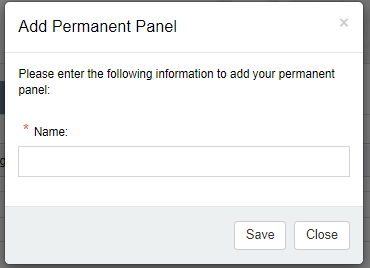 Add Permanent Panel ×
Please enter the following information to add your permanent
panel:
* Name:
Save Close